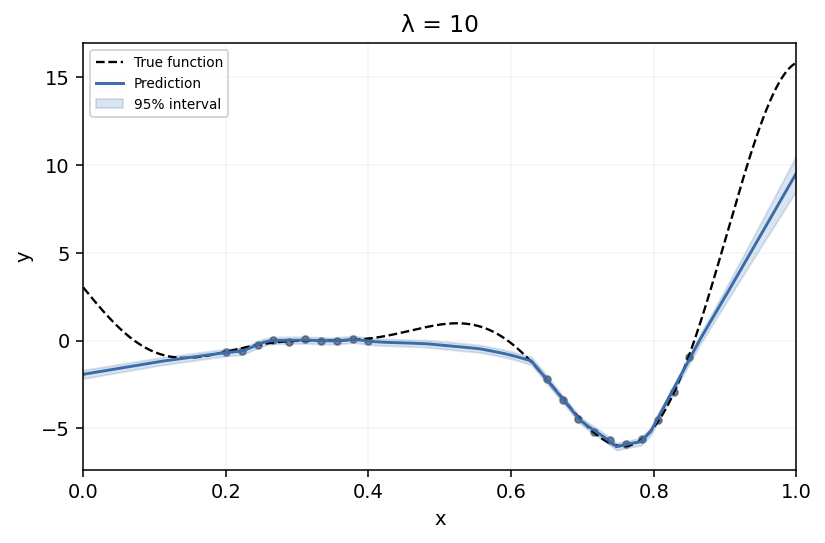 λ = 10
True function
Prediction
95% interval
15
10
5
0
−5
y
0.0 0.2 0.4 0.6 0.8 1.0
x